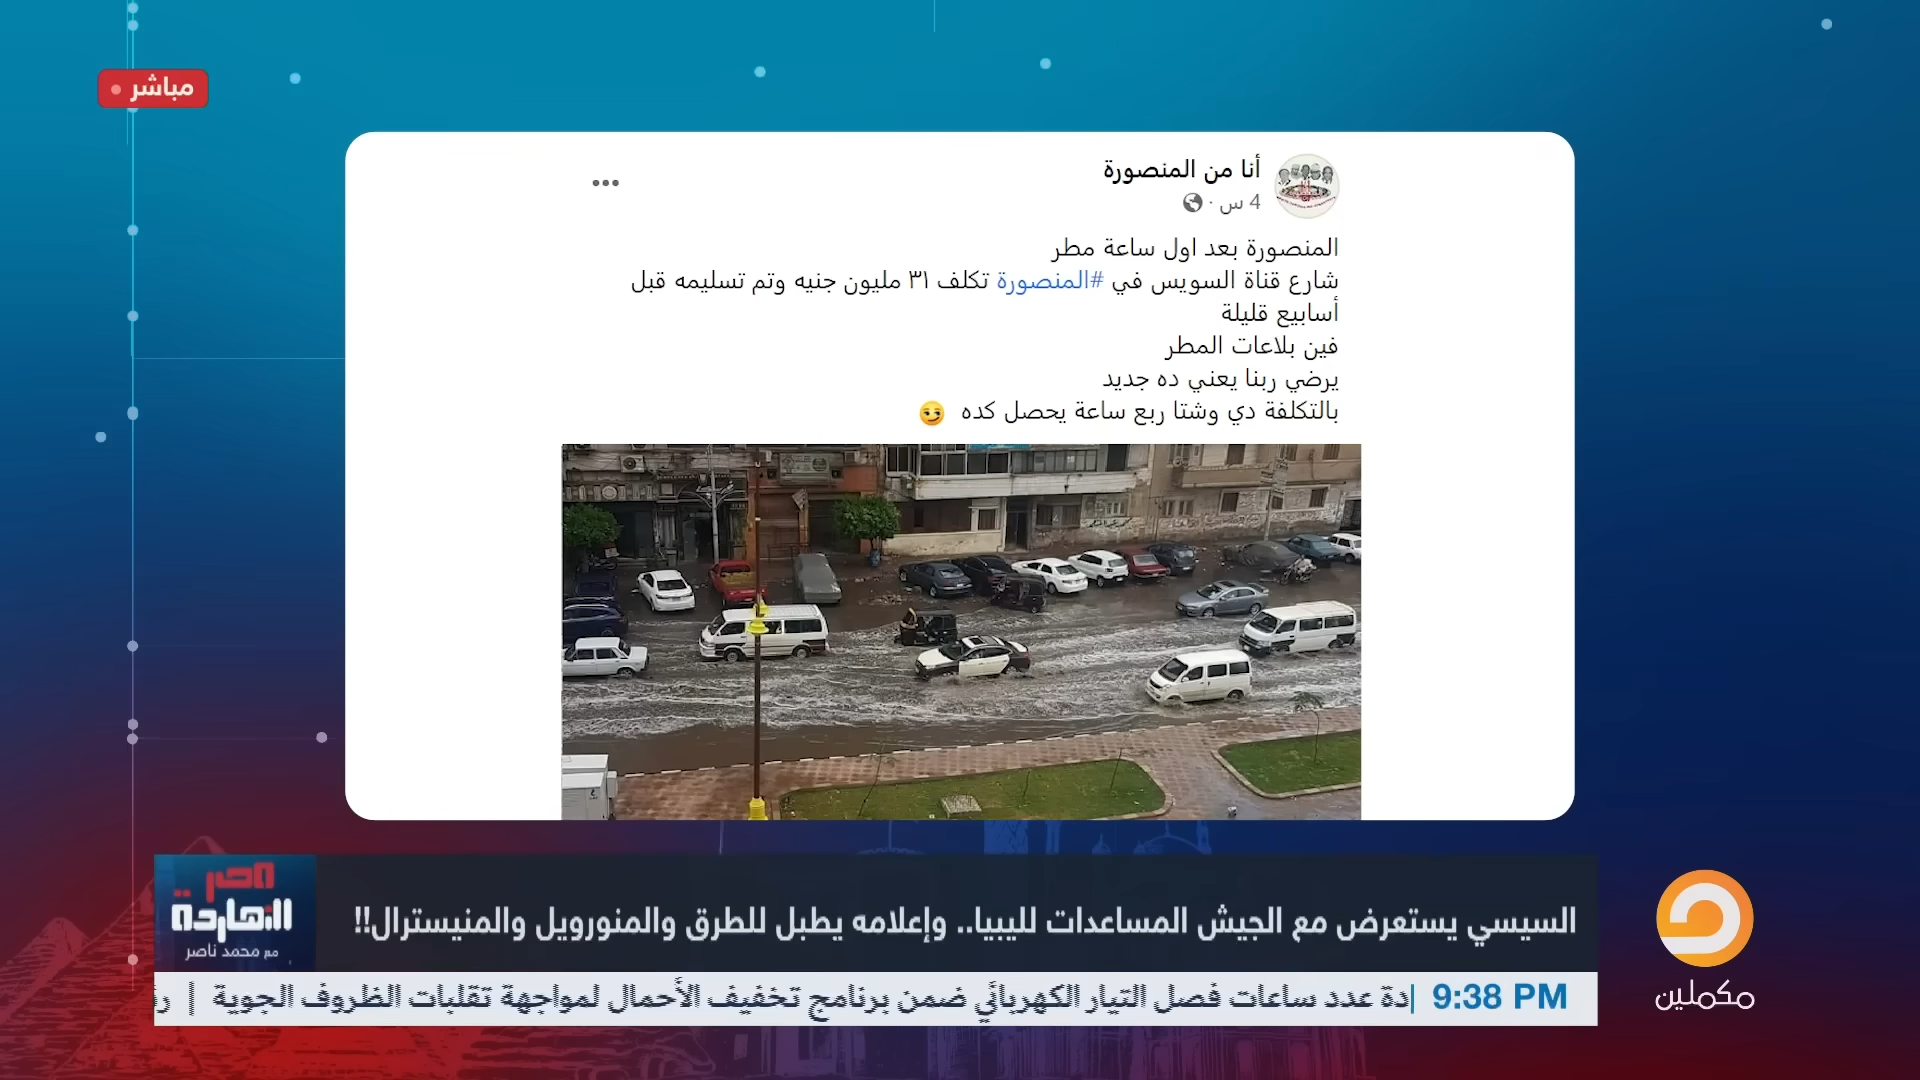 مباشر
أنا من المنصورة
4 س
المنصورة بعد اول ساعة مطر
شارع قناة السويس في #المنصورة تكلف ٣١ مليون جنيه وتم تسليمه قبل
أسابيع قليلة
فين بلاعات المطر
يرضي ربنا يعني ده جديد
بالتكلفة دي وشتا ربع ساعة يحصل كده 😏
مصر
النهاردة
مع محمد ناصر
السيسي يستعرض مع الجيش المساعدات لليبيا.. وإعلامه يطبل للطرق والمنورويل والمنيسترال!!
9:38 PM
دة عدد ساعات فصل التيار الكهربائي ضمن برنامج تخفيف الأحمال لمواجهة تقلبات الظروف الجوية |
مكملين